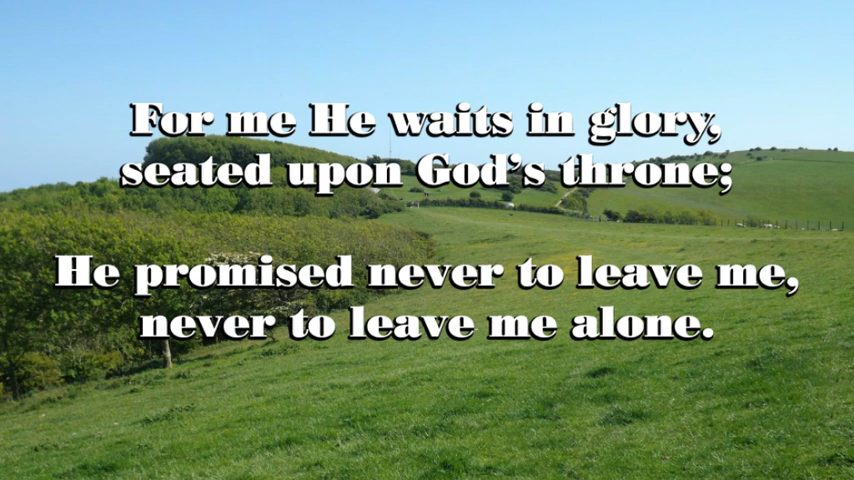 For me He waits in glory,
seated upon God's throne;
He promised never to leave me,
never to leave me alone.